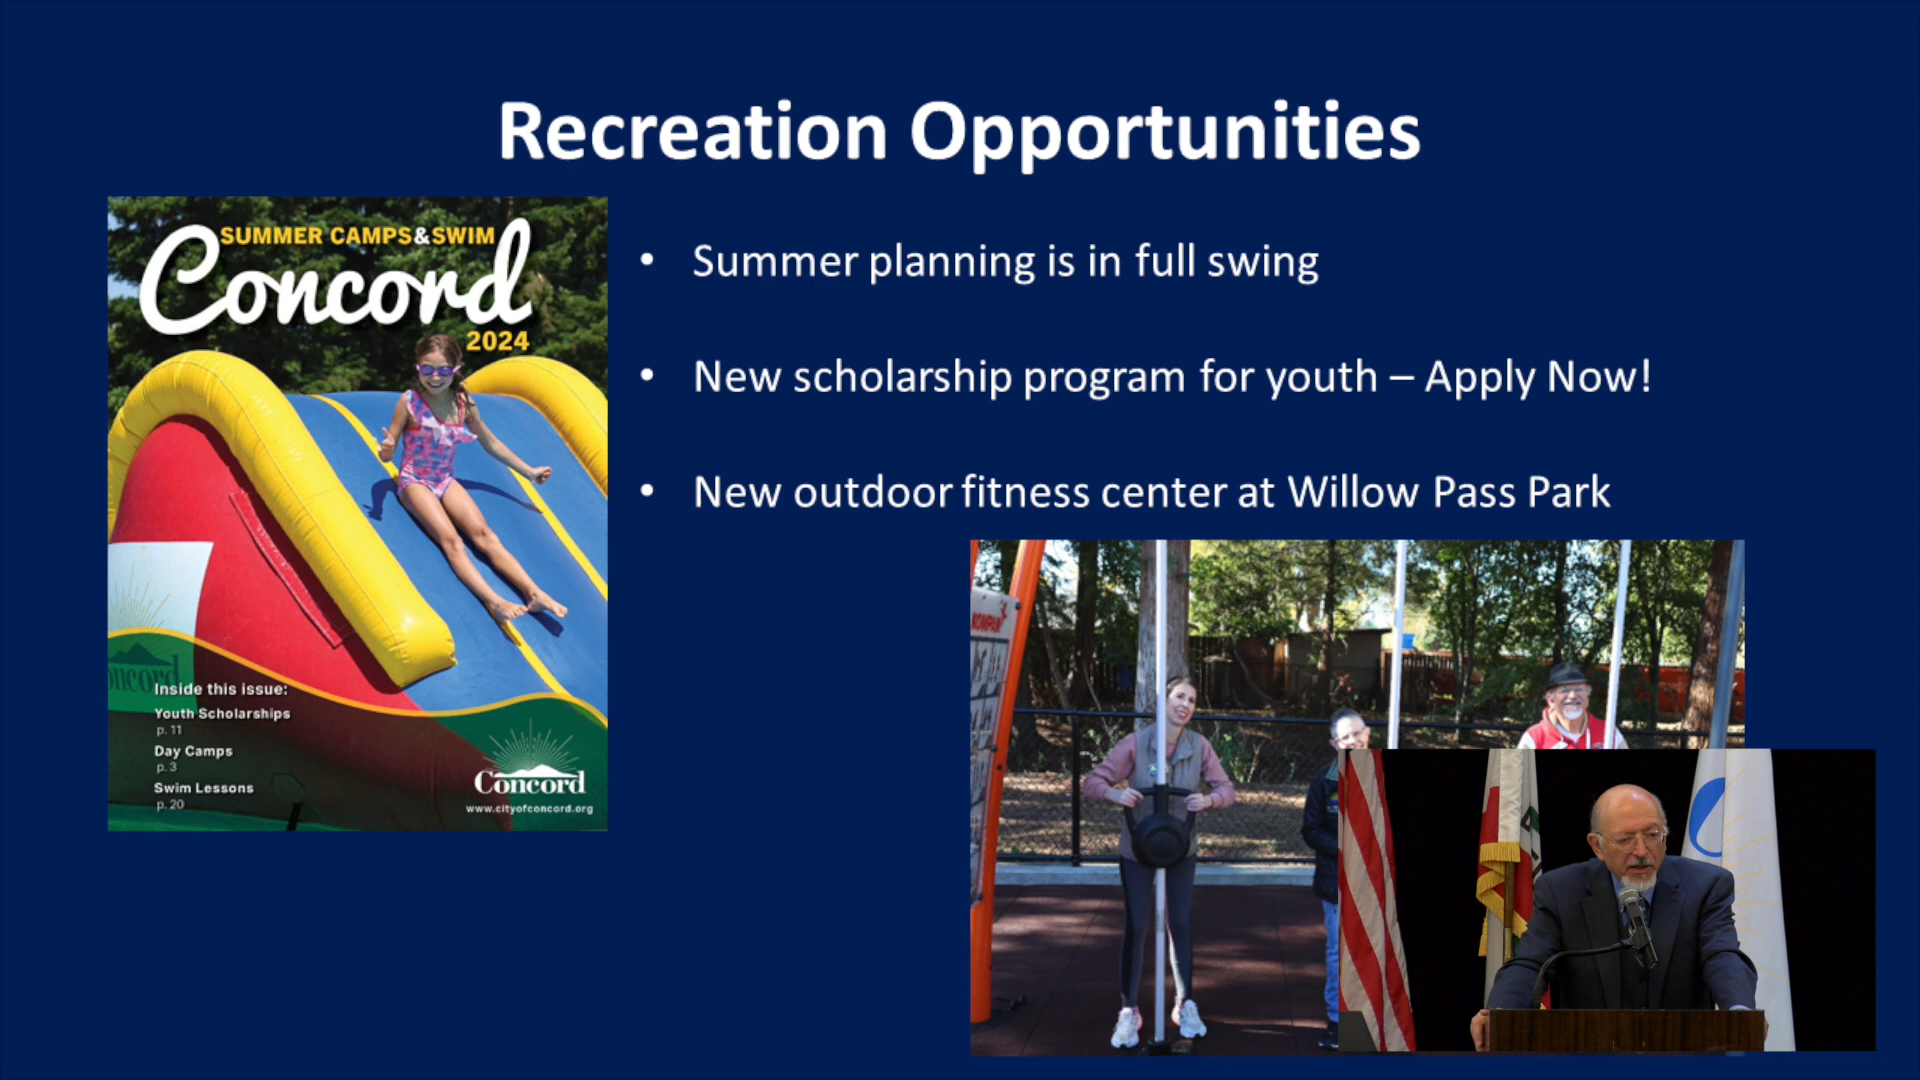 Recreation Opportunities
SUMMER CAMPS&SWIM
Concord
2024
Inside this issue:
Youth Scholarships
p. 11
Day Camps
p. 3
Swim Lessons
p. 20
Concord
www.cityofconcord.org
• Summer planning is in full swing
• New scholarship program for youth – Apply Now!
• New outdoor fitness center at Willow Pass Park
KOMPAN